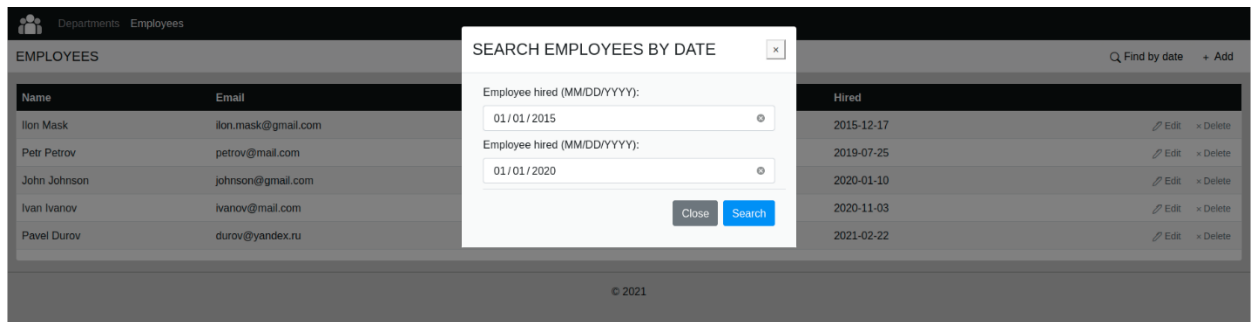 Departments Employees
EMPLOYEES
Find by date + Add
SEARCH EMPLOYEES BY DATE ×
Employee hired (MM/DD/YYYY):
01/01/2015
Employee hired (MM/DD/YYYY):
01/01/2020
Close Search
Name Email Hired
Ilon Mask ilon.mask@gmail.com 2015-12-17 Edit × Delete
Petr Petrov petrov@mail.com 2019-07-25 Edit × Delete
John Johnson johnson@gmail.com 2020-01-10 Edit × Delete
Ivan Ivanov ivanov@mail.com 2020-11-03 Edit × Delete
Pavel Durov durov@yandex.ru 2021-02-22 Edit × Delete
© 2021